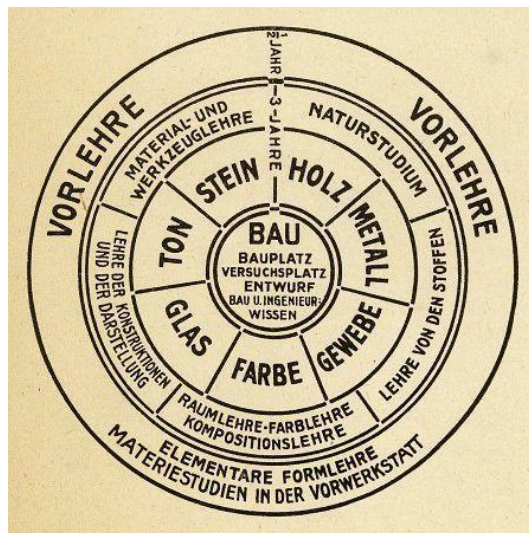 VORLEHRE
VORLEHRE
½ JAHR
3-JAHRE
ELEMENTARE FORMLEHRE
MATERIESTUDIEN IN DER VORWERKSTATT
MATERIAL- UND
WERKZEUGLEHRE
NATURSTUDIUM
LEHRE VON DEN STOFFEN
RAUMLEHRE-FARBLEHRE
KOMPOSITIONSLEHRE
LEHRE DER KONSTRUKTIONEN
UND DER DARSTELLUNG
STEIN
HOLZ
METALL
GEWEBE
FARBE
GLAS
TON
BAU
BAUPLATZ
VERSUCHSPLATZ
ENTWURF
BAU U. INGENIEUR-
WISSEN